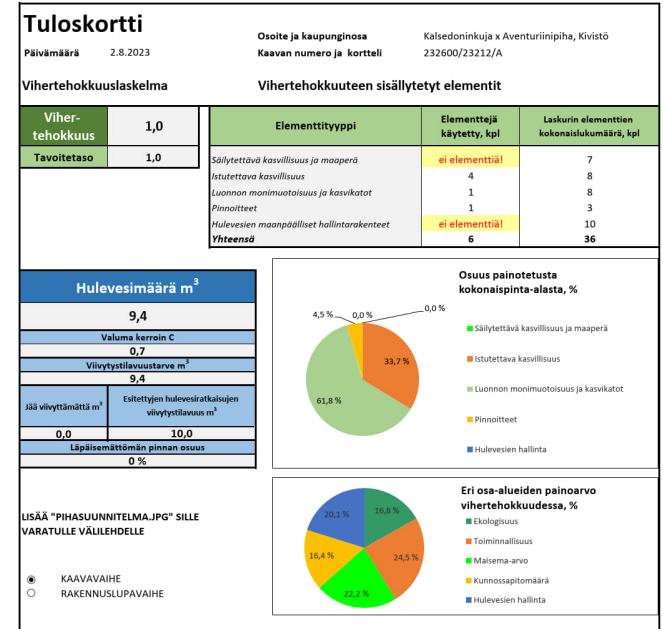 Tuloskortti
Osoite ja kaupunginosa Kalsedoninkuja x Aventuriinipiha, Kivistö
Päivämäärä 2.8.2023 Kaavan numero ja kortteli 232600/23212/A
Vihertehokkuuslaskelma Vihertehokkuuteen sisällytetyt elementit
Viher-
tehokkuus 1,0
Tavoitetaso 1,0
Elementtityyppi Elementtejä käytetty, kpl Laskurin elementtien kokonaislukumäärä, kpl
Säilytettävä kasvillisuus ja maaperä ei elementtiä! 7
Istutettava kasvillisuus 4 8
Luonnon monimuotoisuus ja kasvikatot 1 8
Pinnoitteet 1 3
Hulevesien maanpäälliset hallintarakenteet ei elementtiä! 10
Yhteensä 6 36
Hulevesimäärä m³
9,4
Valuma kerroin C
0,7
Viivytystilavuustarve m³
9,4
Jää viivyttämättä m³ Esitettyjen hulevesiratkaisujen viivytystilavuus m³
0,0 10,0
Läpäisemättömän pinnan osuus
0 %
Osuus painotetusta
kokonaispinta-alasta, %
4,5 % 0,0 % 0,0 %
33,7 %
61,8 %
Säilytettävä kasvillisuus ja maaperä
Istutettava kasvillisuus
Luonnon monimuotoisuus ja kasvikatot
Pinnoitteet
Hulevesien hallinta
Eri osa-alueiden painoarvo
vihertehokkuudessa, %
20,1 % 16,8 %
16,4 % 24,5 %
22,2 %
Ekologisuus
Toiminnallisuus
Maisema-arvo
Kunnossapitomäärä
Hulevesien hallinta
LISÄÄ "PIHASUUNNITELMA.JPG" SILLE
VARATULLE VÄLILEHDELLE
KAAVAVAIHE
RAKENNUSLUPAVAIHE